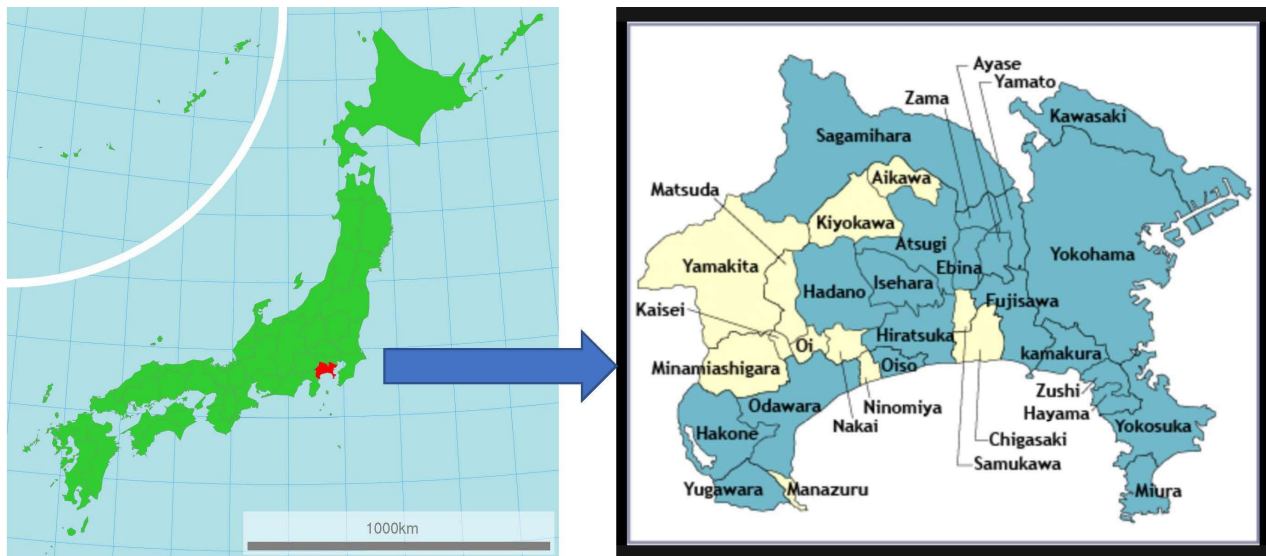 1000km
Ayase
Yamato
Zama
Kawasaki
Sagamihara
Aikawa
Matsuda
Kiyokawa
Atsugi
Yokohama
Yamakita
Ebina
Isehara
Hadano
Fujisawa
Kaisei
Hiratsuka
Oi
kamakura
Minamiashigara
Oiso
Zushi
Odawara
Ninomiya
Hayama
Nakai
Yokosuka
Hakone
Chigasaki
Samukawa
Yugawara
Manazuru
Miura